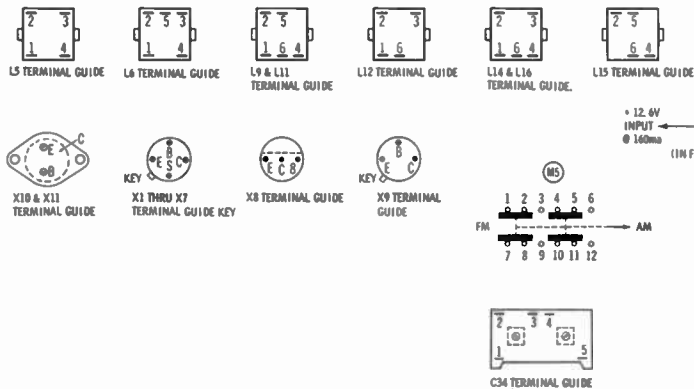 2 5 3
1 4
L5 TERMINAL GUIDE
2 5 3
1 4
L6 TERMINAL GUIDE
2 5
1 6 4
L9 & L11
TERMINAL GUIDE
2 3
1 6
L12 TERMINAL GUIDE
2 5
1 6 4
L14 & L16
TERMINAL GUIDE.
2 5
6 4
L15 TERMINAL GUIDE
+ 12.6V
INPUT
@ 160ma
(IN F
E C
B
X10 & X11
TERMINAL GUIDE
B
E C
S
KEY
X1 THRU X7
TERMINAL GUIDE KEY
E C B
X8 TERMINAL GUIDE
B
E C
KEY
X9 TERMINAL
GUIDE
M5
1 2 3 4 5 6
FM AM
7 8 9 10 11 12
2 3 4
1 5
C34 TERMINAL GUIDE